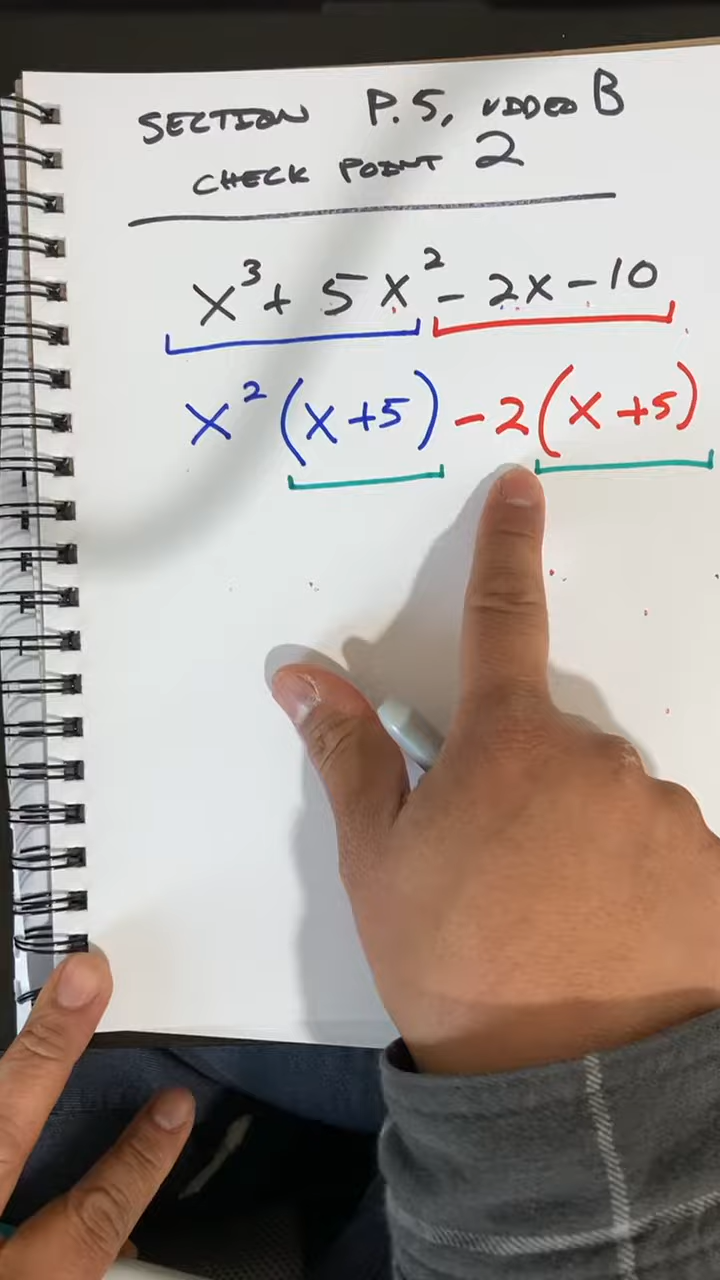 SECTION P.5, VIDEO B
CHECK POINT 2
x³ + 5x² - 2x - 10
x² (x + 5) - 2 (x + 5)